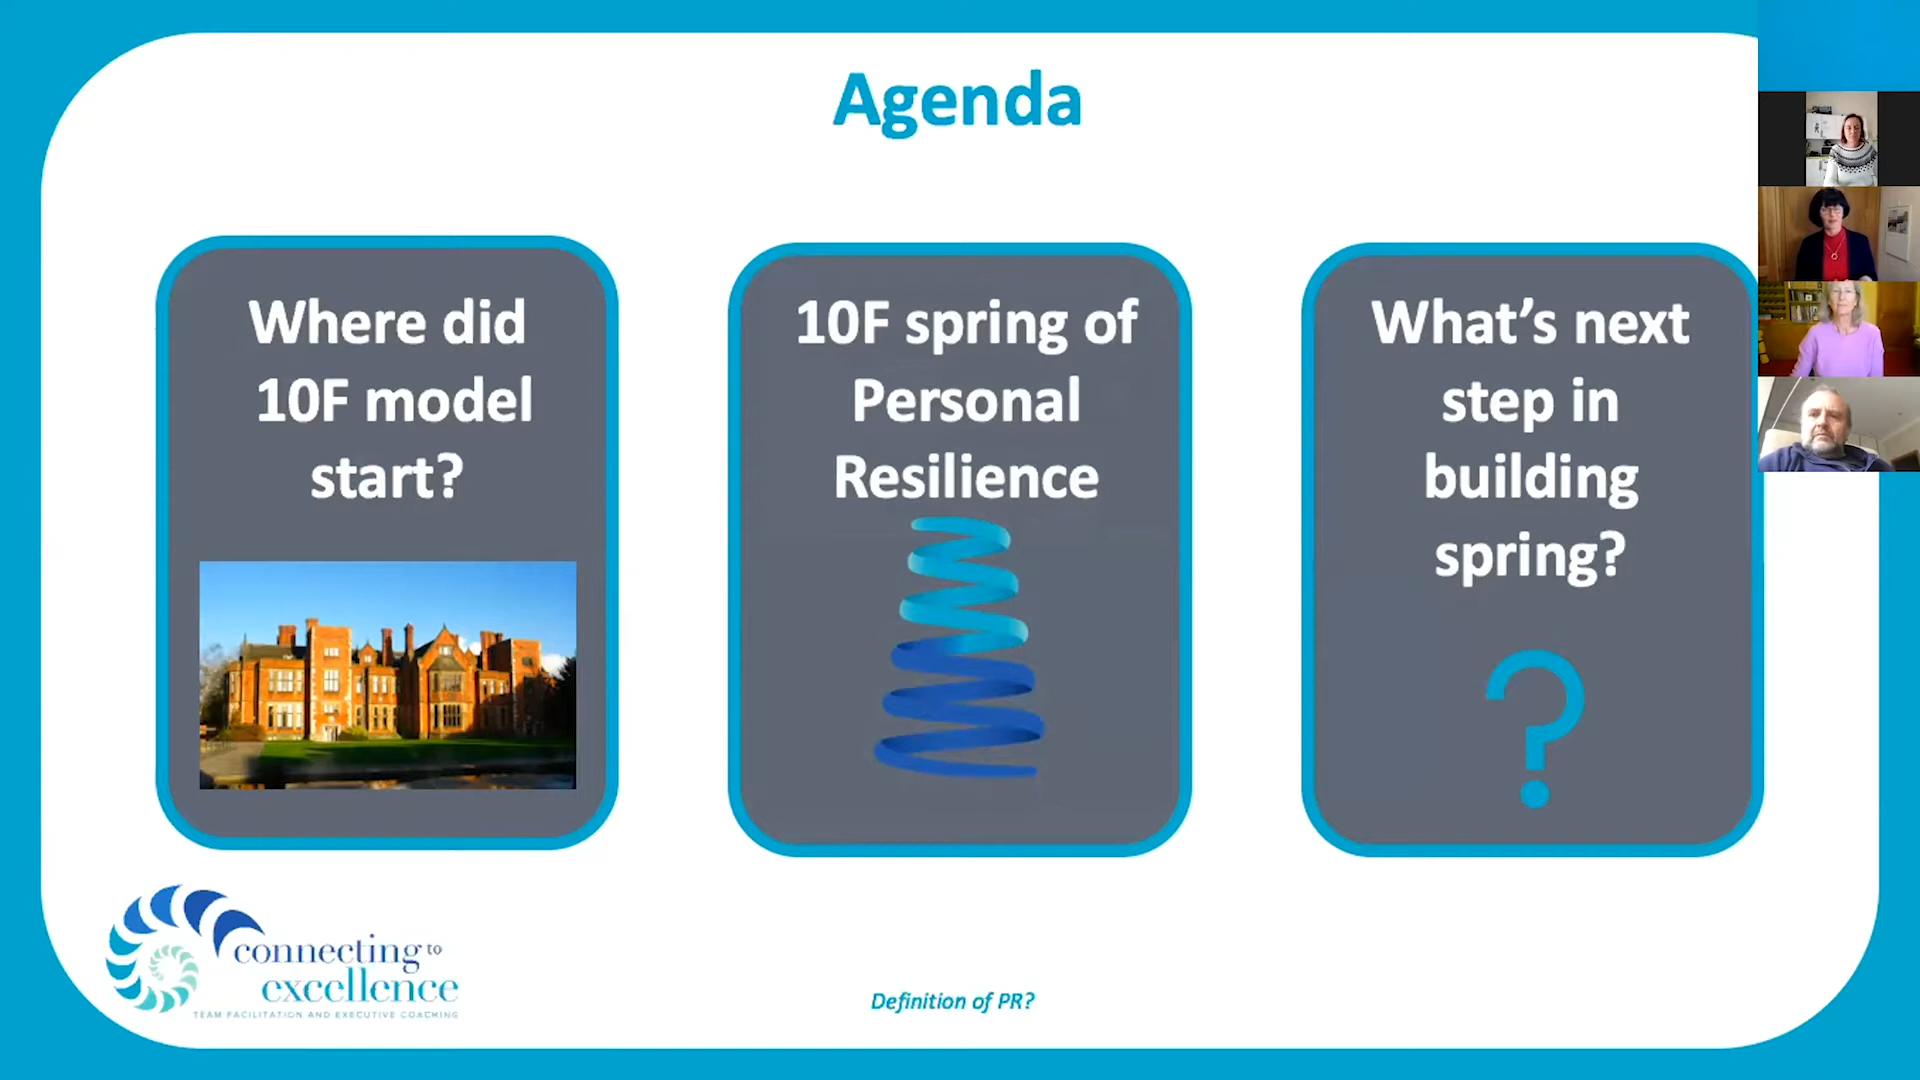 Agenda
Where did
10F model
start?
10F spring of
Personal
Resilience
What's next
step in
building
spring?
connecting to
excellence
TEAM FACILITATION AND EXECUTIVE COACHING
Definition of PR?